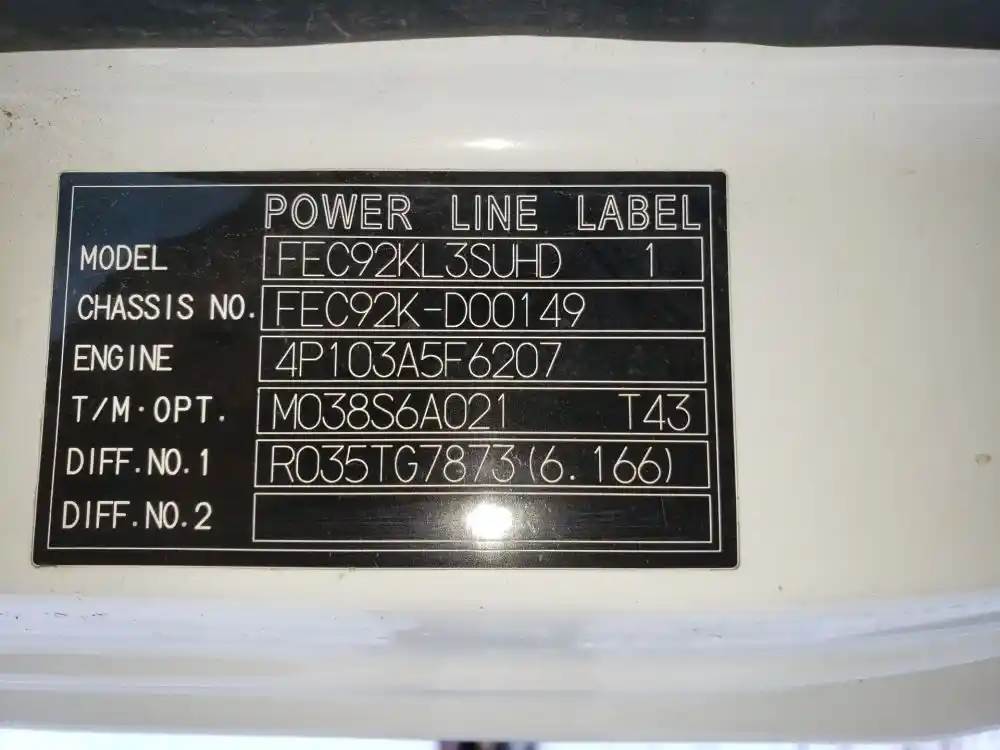 POWER LINE LABEL
MODEL FEC92KL3SUHD 1
CHASSIS NO. FEC92K-D00149
ENGINE 4P103A5F6207
T/M·OPT. M038S6A021 T43
DIFF.NO.1 R035TG7873(6.166)
DIFF.NO.2